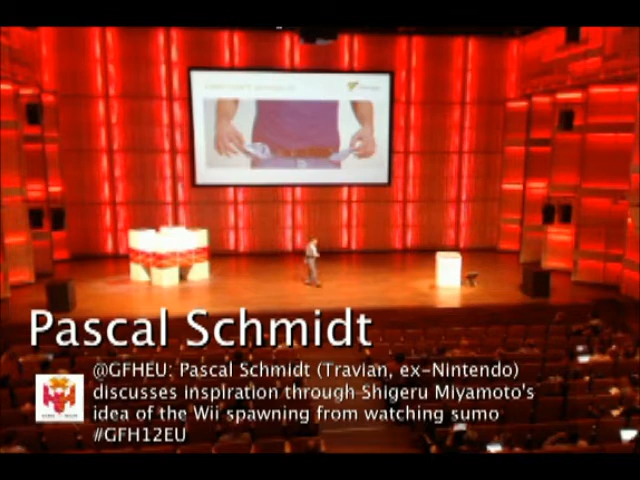 Pascal Schmidt
@GFHEU: Pascal Schmidt (Travian, ex-Nintendo)
discusses inspiration through Shigeru Miyamoto's
idea of the Wii spawning from watching sumo
#GFH12EU